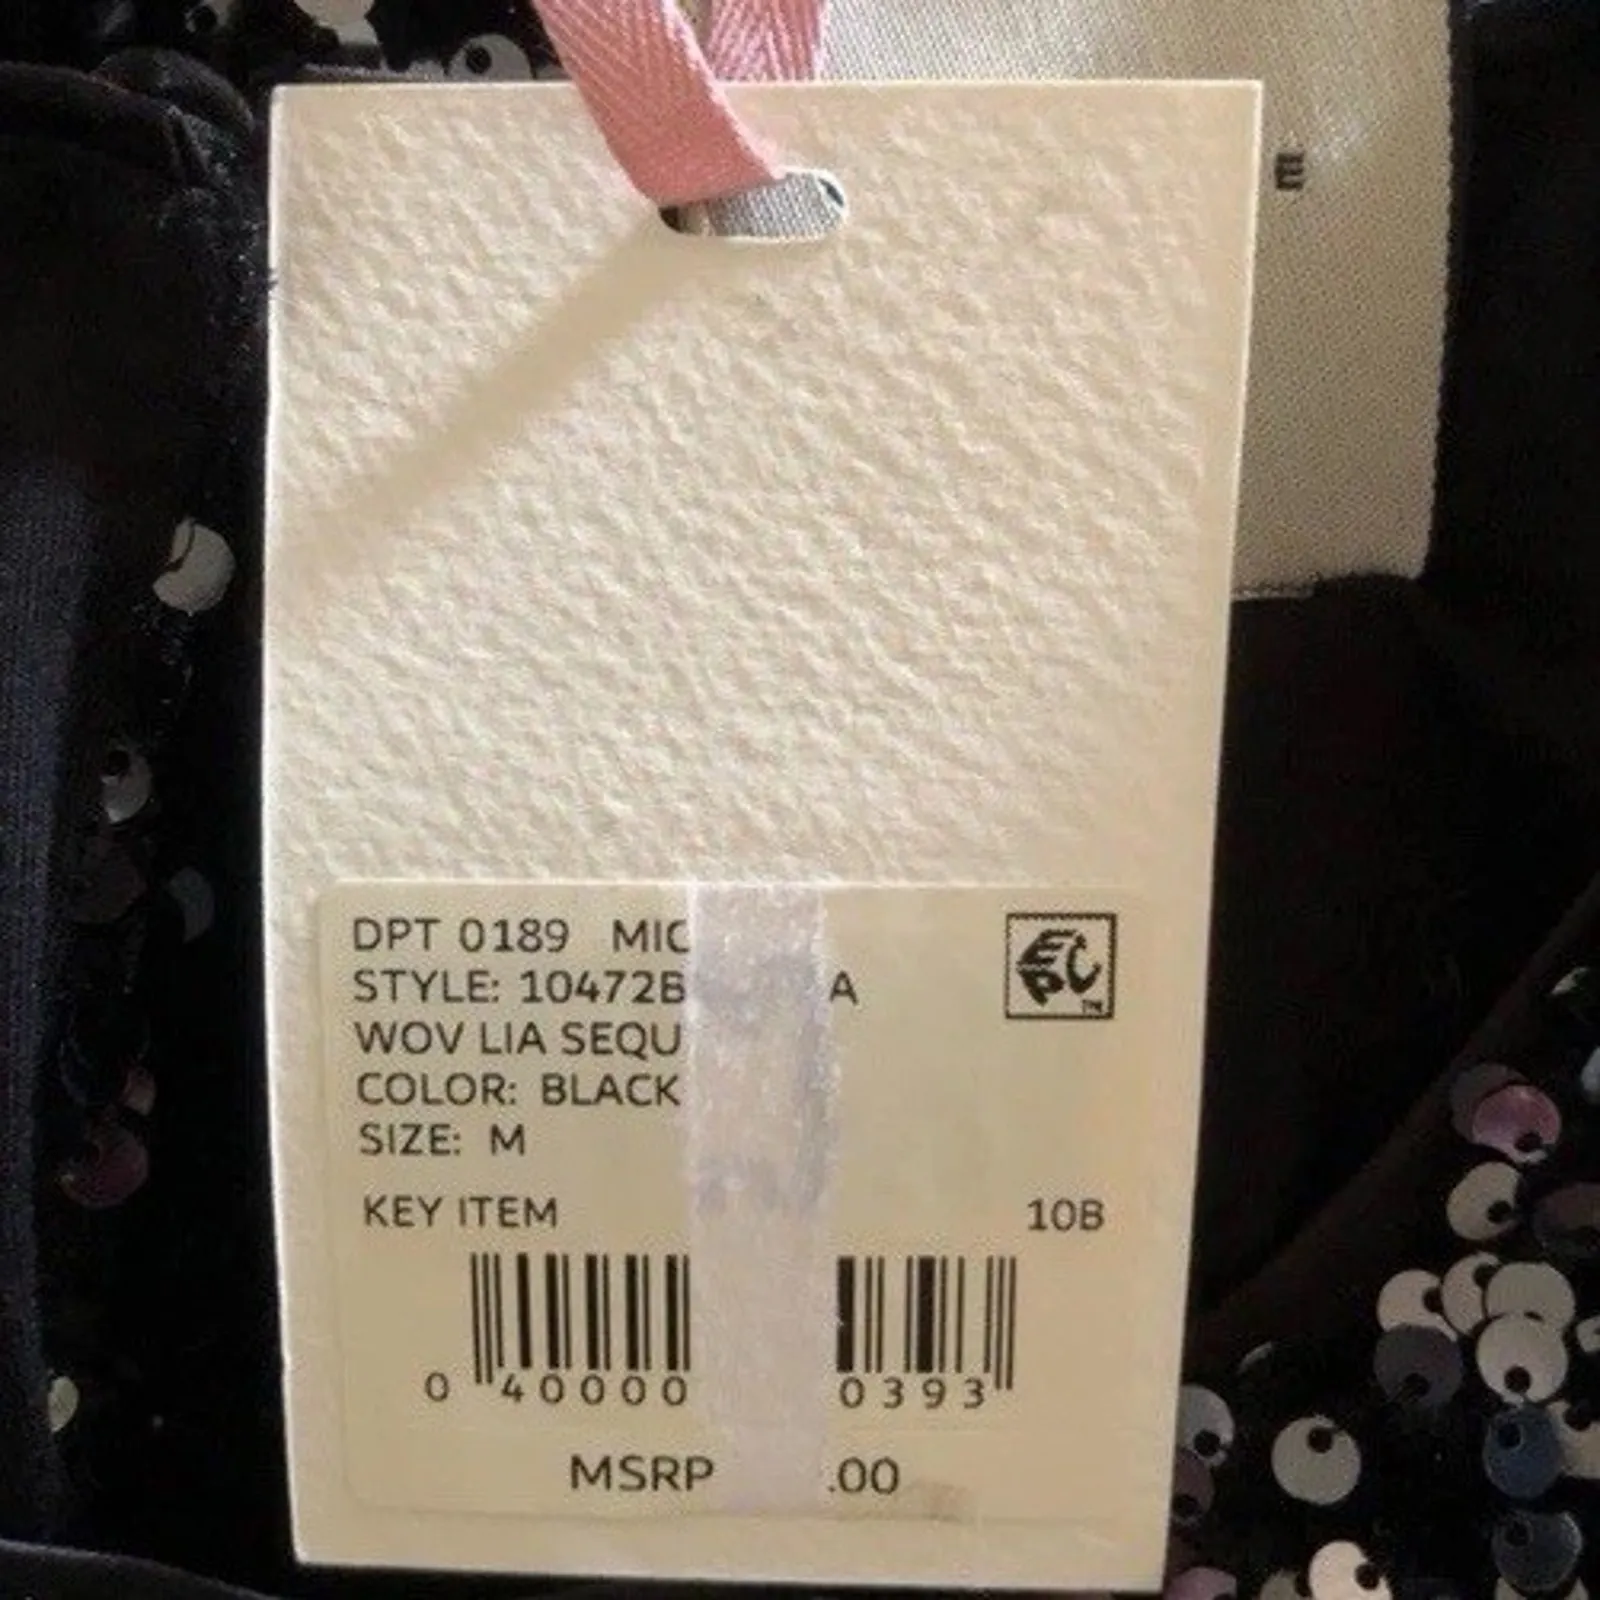 DPT 0189 MIC
STYLE: 10472B A
WOV LIA SEQU
COLOR: BLACK
SIZE: M
KEY ITEM 10B
0 40000 0393
MSRP .00
EPC™